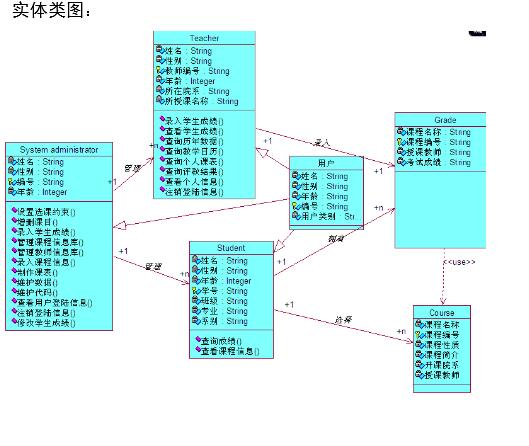 实体类图：
Teacher
姓名 : String
性别 : String
教师编号 : String
年龄 : Integer
所在院系 : String
所授课名称 : String
录入学生成绩()
查看学生成绩()
查询历年数据()
查询教学日历()
查询个人课表()
查询评教结果()
查看个人信息()
注销登陆信息()
System administrator
姓名 : String
性别 : String
编号 : String
年龄 : Integer
设置选课约束()
增删课目()
录入学生成绩()
管理课程信息库()
管理教师信息库()
录入课程信息()
制作课表()
维护数据()
维护代码()
查看用户登陆信息()
注销登陆信息()
修改学生成绩()
管理
+1
+n
录入
+1
+1
Grade
课程名称 : String
课程编号 : String
授课教师 : String
考试成绩 : String
用户
姓名 : String
性别 : String
年龄 : String
编号 : String
用户类别 : Stri...
Student
姓名 : String
性别 : String
年龄 : Integer
学号 : String
班级 : String
专业 : String
系别 : String
查询成绩()
查看课程信息()
+1
管理
+n
+1
+n
+1
选择
+n
<<use>>
Course
课程名称
课程编号
课程性质
课程简介
开课院系
授课教师